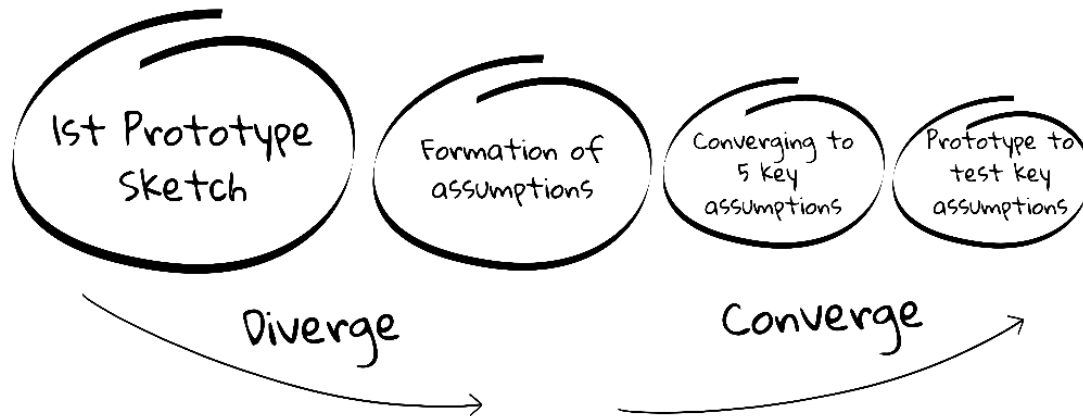 1st Prototype
Sketch
Formation of
assumptions
Converging to
5 key
assumptions
Prototype to
test key
assumptions
Diverge
Converge